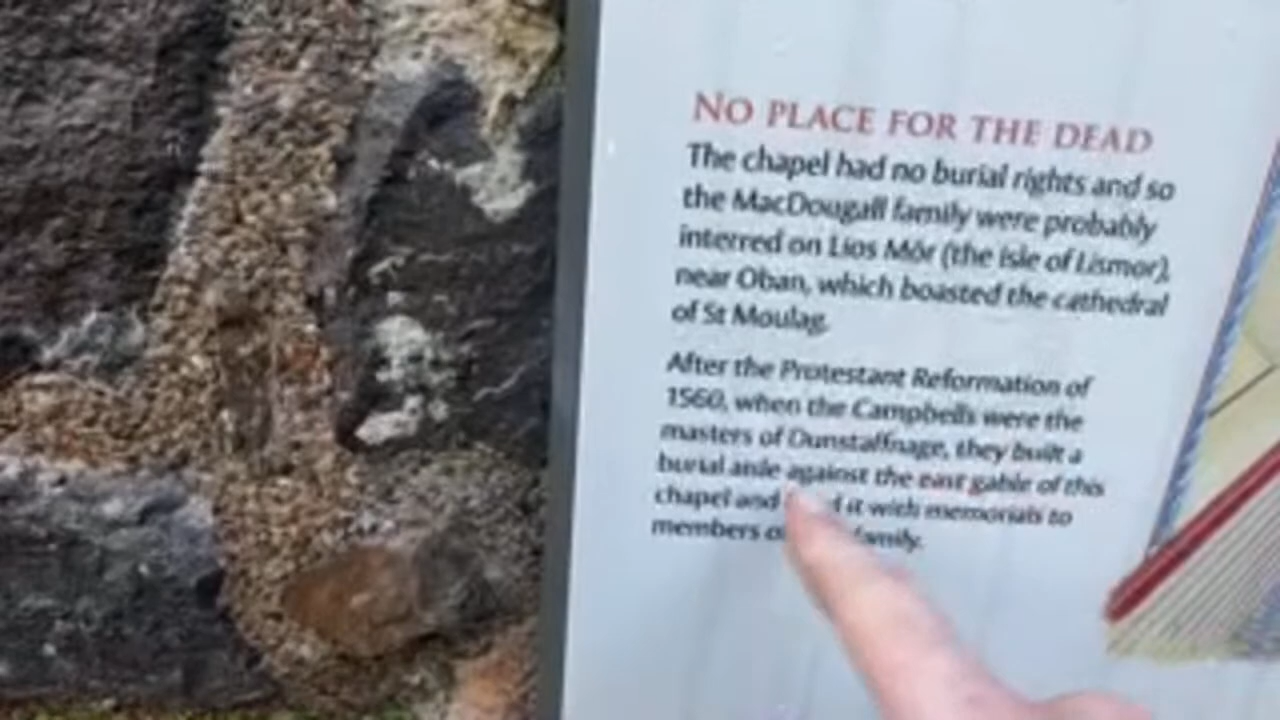 NO PLACE FOR THE DEAD
The chapel had no burial rights and so
the MacDougall family were probably
interred on Lios Mòr (the Isle of Lismor),
near Oban, which boasted the cathedral
of St Moulag.
After the Protestant Reformation of
1560, when the Campbells were the
masters of Dunstaffnage, they built a
burial aisle against the east gable of this
chapel and it with memorials to
members family.